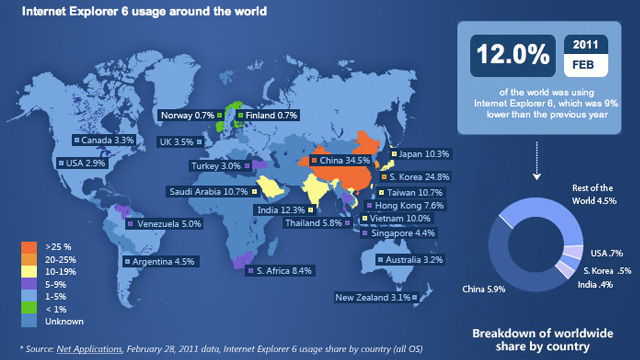 Internet Explorer 6 usage around the world
12.0%
2011
FEB
of the world was using
Internet Explorer 6, which was 9%
lower than the previous year
Norway 0.7%
Finland 0.7%
Canada 3.3%
UK 3.5%
USA 2.9%
Turkey 3.0%
China 34.5%
Japan 10.3%
S. Korea 24.8%
Saudi Arabia 10.7%
Taiwan 10.7%
Hong Kong 7.6%
India 12.3%
Vietnam 10.0%
Venezuela 5.0%
Thailand 5.8%
Singapore 4.4%
Argentina 4.5%
S. Africa 8.4%
Australia 3.2%
New Zealand 3.1%
>25 %
20-25%
10-19%
5-9%
1-5%
< 1%
Unknown
Rest of the
World 4.5%
USA .7%
S. Korea .5%
India .4%
China 5.9%
Breakdown of worldwide
share by country
* Source: Net Applications, February 28, 2011 data, Internet Explorer 6 usage share by country (all OS)